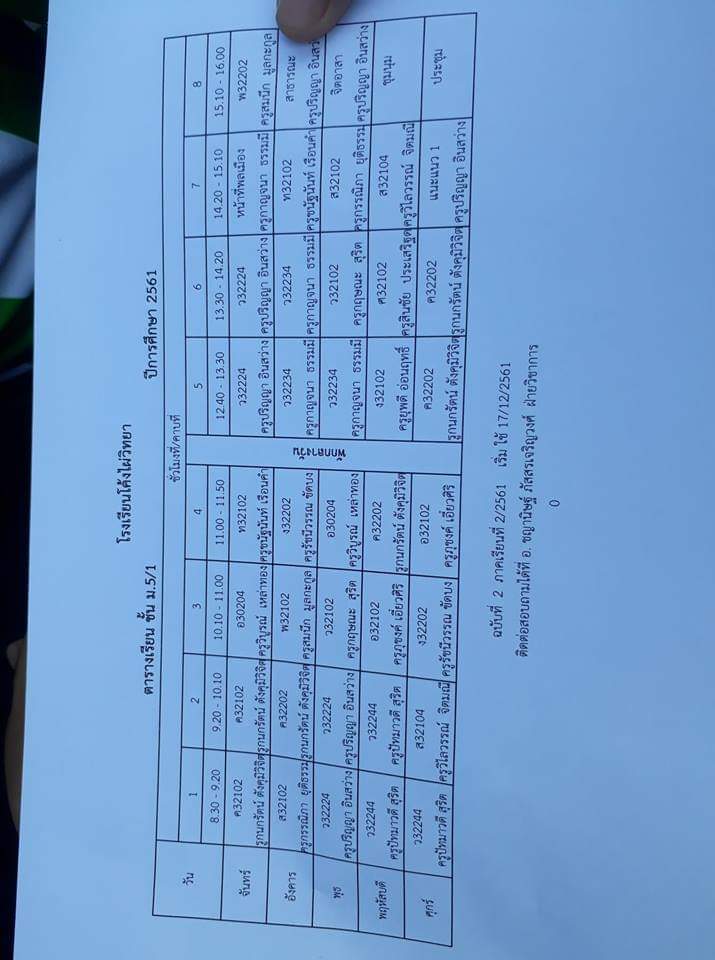 โรงเรียนโค้งไผ่วิทยา
ตารางเรียน ชั้น ม.5/1 ปีการศึกษา 2561
วัน ชั่วโมงที่/คาบที่
1 2 3 4 5 6 7 8
8.30 - 9.20 9.20 - 10.10 10.10 - 11.00 11.00 - 11.50 12.40 - 13.30 13.30 - 14.20 14.20 - 15.10 15.10 - 16.00
พักกลางวัน
จันทร์ ค32102 ค32102 อ30204 ท32102 ว32224 ว32224 หน้าที่พลเมือง พ32202
รูกนกรัตน์ ตังคุมิวิจิต รูกนกรัตน์ ตังคุมิวิจิต ครูวิบูรณ์ เหล่าทอง ครูชนัฐนันท์ เรือนคำ ครูปริญญา อินสว่าง ครูปริญญา อินสว่าง ครูกาญจนา ธรรมมี ครูสมนึก มูลกะกูล
อังคาร ส32102 ค32202 พ32102 ง32202 ว32234 ว32234 ท32102 สาธารณะ
ครูกรรณิภา ยุติธรรม รูกนกรัตน์ ตังคุมิวิจิต ครูสมนึก มูลกะกูล ครูรัชนีวรรณ ขัดบง ครูกาญจนา ธรรมมี ครูกาญจนา ธรรมมี ครูชนัฐนันท์ เรือนคำ ครูปริญญา อินสว่
พุธ ว32224 ว32224 ว32102 อ30204 ว32234 ว32102 ส32102 จิตอาสา
ครูปริญญา อินสว่าง ครูปริญญา อินสว่าง ครูกฤษณะ สุริต ครูวิบูรณ์ เหล่าทอง ครูกาญจนา ธรรมมี ครูกฤษณะ สุริต ครูกรรณิภา ยุติธรรม ครูปริญญา อินสว่าง
พฤหัสบดี ว32244 ว32244 อ32102 ค32202 ง32102 ศ32102 ส32104 ชุมนุม
ครูปัทมาวดี สุริต ครูปัทมาวดี สุริต ครูภุชงค์ เอี่ยวศิริ รูกนกรัตน์ ตังคุมิวิจิต ครูยุพดี อ่อนฤทธิ์ ครูสินชัย ประเสริฐด ครูวิไลวรรณ์ จิตมณี
ศุกร์ ว32244 ส32104 ง32202 อ32102 ค32202 ค32202 แนะแนว 1 ประชุม
ครูปัทมาวดี สุริต ครูวิไลวรรณ์ จิตมณี ครูรัชนีวรรณ ขัดบง ครูภุชงค์ เอี่ยวศิริ รูกนกรัตน์ ตังคุมิวิจิต รูกนกรัตน์ ตังคุมิวิจิต ครูปริญญา อินสว่าง
ฉบับที่ 2 ภาคเรียนที่ 2/2561 เริ่มใช้ 17/12/2561
ติดต่อสอบถามได้ที่ อ. ชญานิษฐ์ ภัสสรเจริญวงศ์ ฝ่ายวิชาการ
0